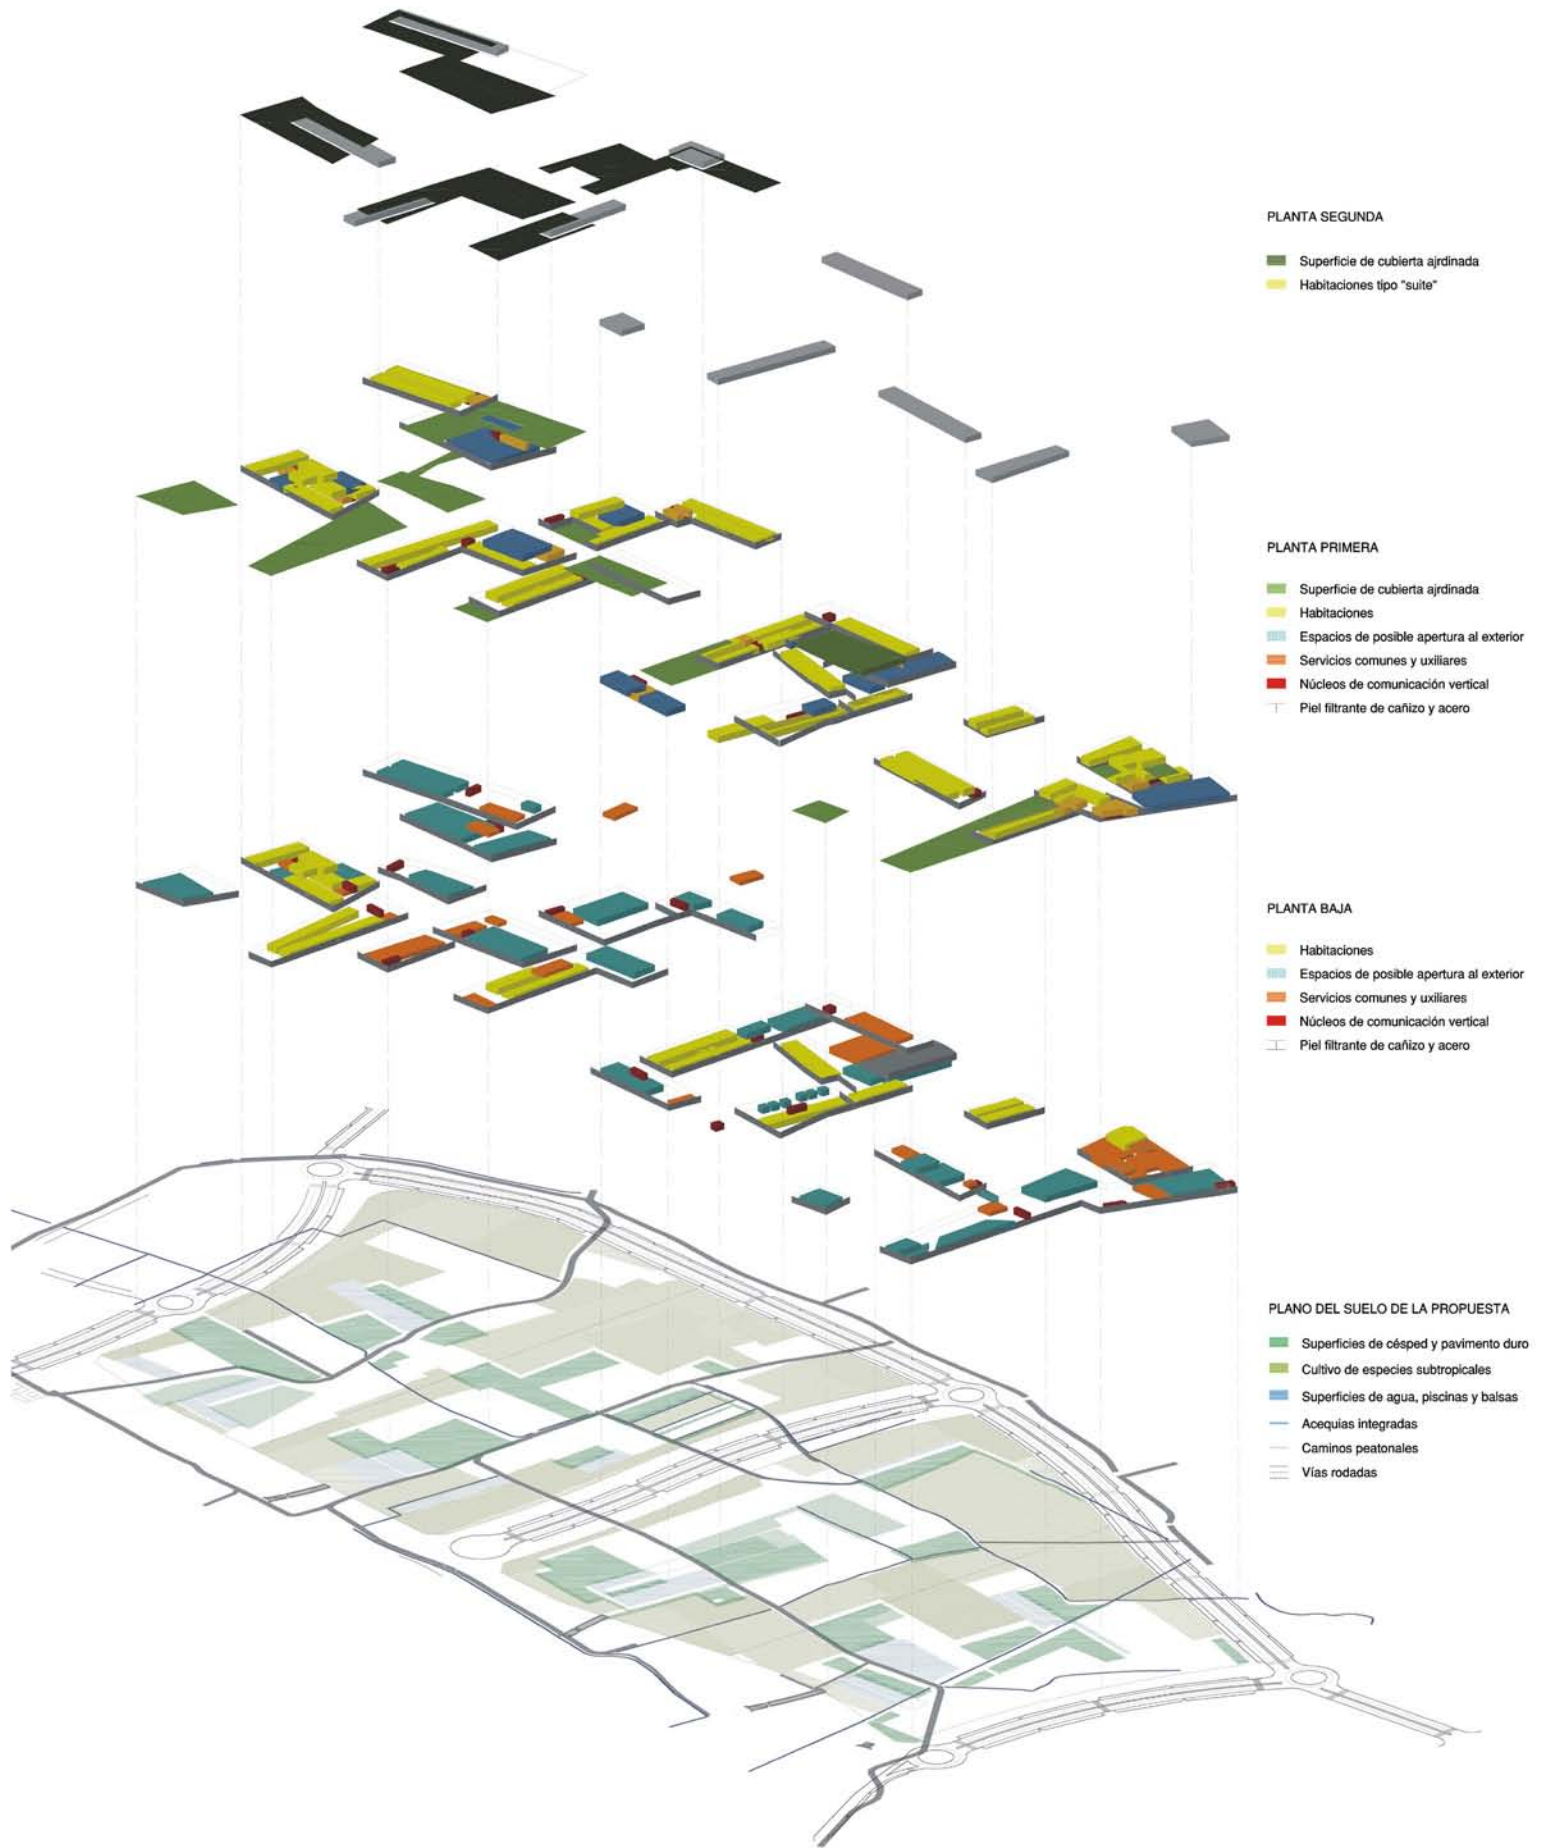 PLANTA SEGUNDA
Superficie de cubierta ajrdinada
Habitaciones tipo "suite"
PLANTA PRIMERA
Superficie de cubierta ajrdinada
Habitaciones
Espacios de posible apertura al exterior
Servicios comunes y uxiliares
Núcleos de comunicación vertical
Piel filtrante de cañizo y acero
PLANTA BAJA
Habitaciones
Espacios de posible apertura al exterior
Servicios comunes y uxiliares
Núcleos de comunicación vertical
Piel filtrante de cañizo y acero
PLANO DEL SUELO DE LA PROPUESTA
Superficies de césped y pavimento duro
Cultivo de especies subtropicales
Superficies de agua, piscinas y balsas
Acequias integradas
Caminos peatonales
Vías rodadas